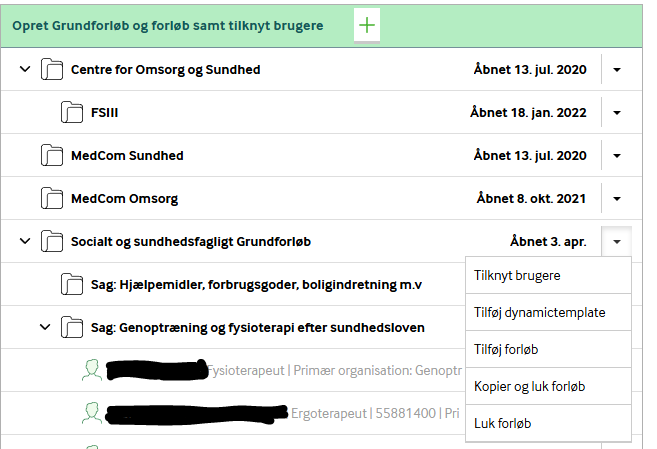 Opret Grundforløb og forløb samt tilknyt brugere
Centre for Omsorg og Sundhed Åbnet 13. jul. 2020
FSIII Åbnet 18. jan. 2022
MedCom Sundhed Åbnet 13. jul. 2020
MedCom Omsorg Åbnet 8. okt. 2021
Socialt og sundhedsfagligt Grundforløb Åbnet 3. apr.
Tilknyt brugere
Sag: Hjælpemidler, forbrugsgoder, boligindretning m.v
Tilføj dynamictemplate
Sag: Genoptræning og fysioterapi efter sundhedsloven
Tilføj forløb
Fysioterapeut | Primær organisation: Genoptr
Kopier og luk forløb
Ergoterapeut | 55881400 | Pri
Luk forløb